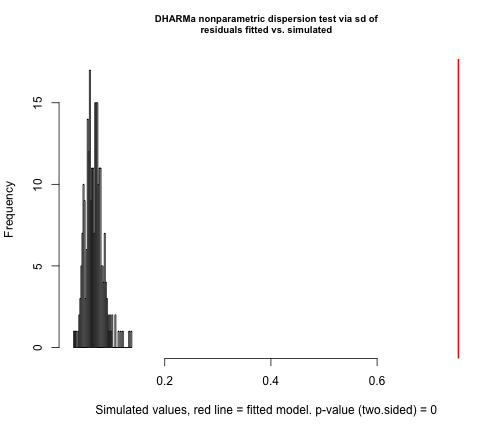 DHARMa nonparametric dispersion test via sd of
residuals fitted vs. simulated
Frequency
15
10
5
0
0.2 0.4 0.6
Simulated values, red line = fitted model. p-value (two.sided) = 0